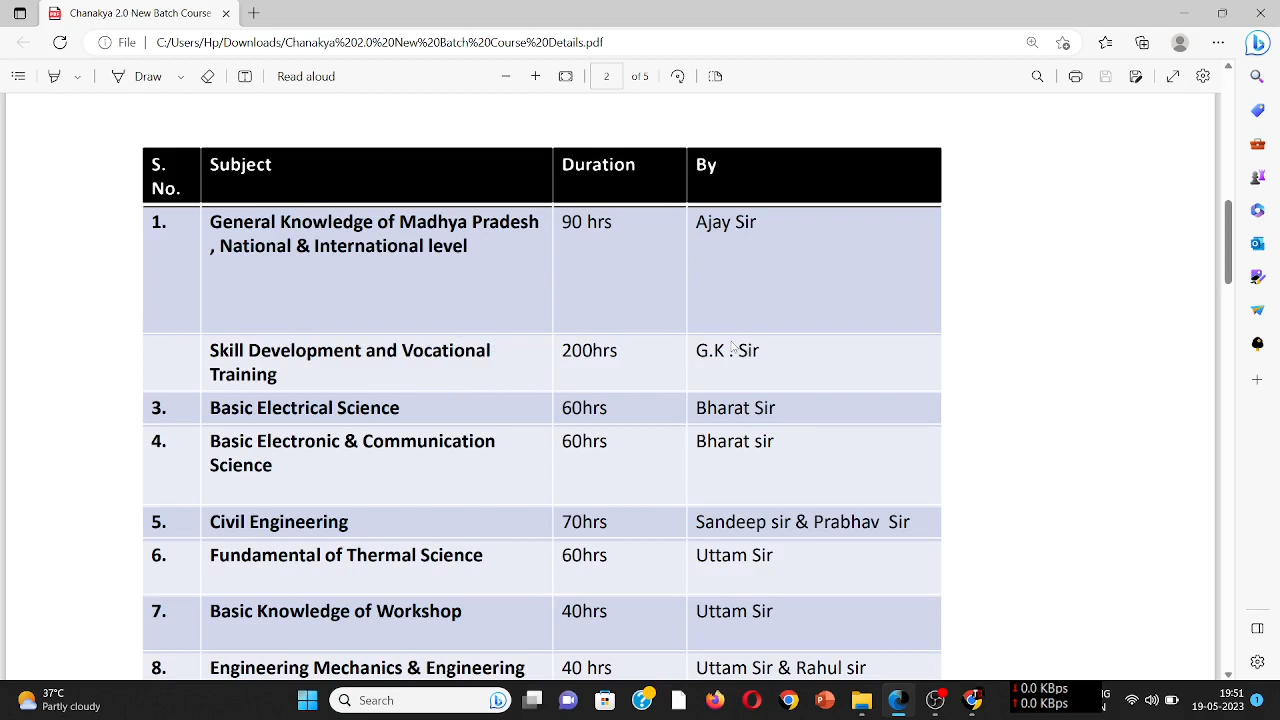 Chanakya 2.0 New Batch Course
File
C:/Users/Hp/Downloads/Chanakya%202.0%20New%20Batch%20Course%20Details.pdf
Draw
Read aloud
2
of 5
S. No.
Subject
Duration
By
1.
General Knowledge of Madhya Pradesh
, National & International level
90 hrs
Ajay Sir
Skill Development and Vocational
Training
200hrs
G.K . Sir
3.
Basic Electrical Science
60hrs
Bharat Sir
4.
Basic Electronic & Communication
Science
60hrs
Bharat sir
5.
Civil Engineering
70hrs
Sandeep sir & Prabhav Sir
6.
Fundamental of Thermal Science
60hrs
Uttam Sir
7.
Basic Knowledge of Workshop
40hrs
Uttam Sir
8.
Engineering Mechanics & Engineering
40 hrs
Uttam Sir & Rahul sir
37°C
Partly cloudy
Search
0.0 KBps
0.0 KBps
19:51
19-05-2023
1